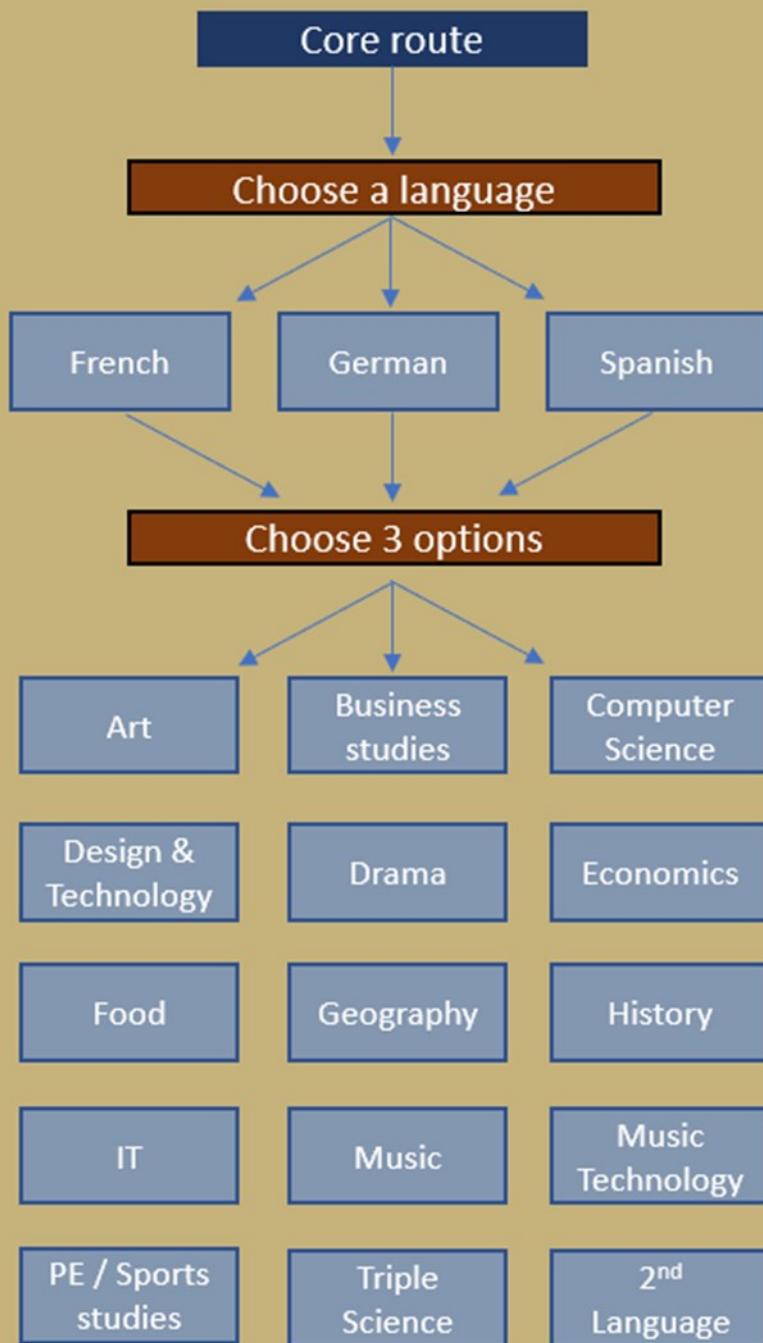 Core route
Choose a language
French
German
Spanish
Choose 3 options
Art
Business
studies
Computer
Science
Design &
Technology
Drama
Economics
Food
Geography
History
IT
Music
Music
Technology
PE / Sports
studies
Triple
Science
2nd
Language